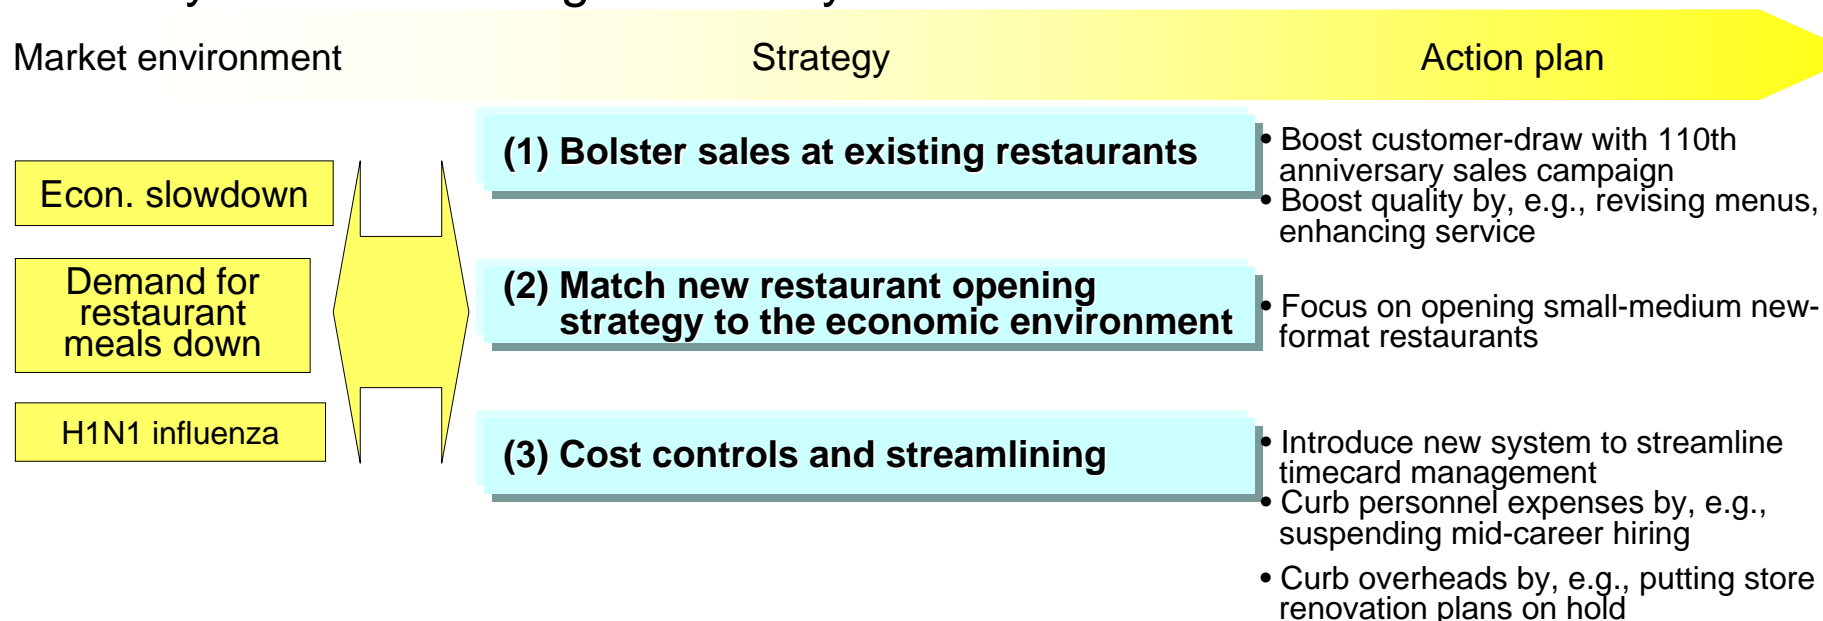 Market environment
Strategy
Action plan
Econ. slowdown
Demand for
restaurant
meals down
H1N1 influenza
(1) Bolster sales at existing restaurants
(2) Match new restaurant opening
strategy to the economic environment
(3) Cost controls and streamlining
• Boost customer-draw with 110th
anniversary sales campaign
• Boost quality by, e.g., revising menus,
enhancing service
• Focus on opening small-medium new-
format restaurants
• Introduce new system to streamline
timecard management
• Curb personnel expenses by, e.g.,
suspending mid-career hiring
• Curb overheads by, e.g., putting store
renovation plans on hold